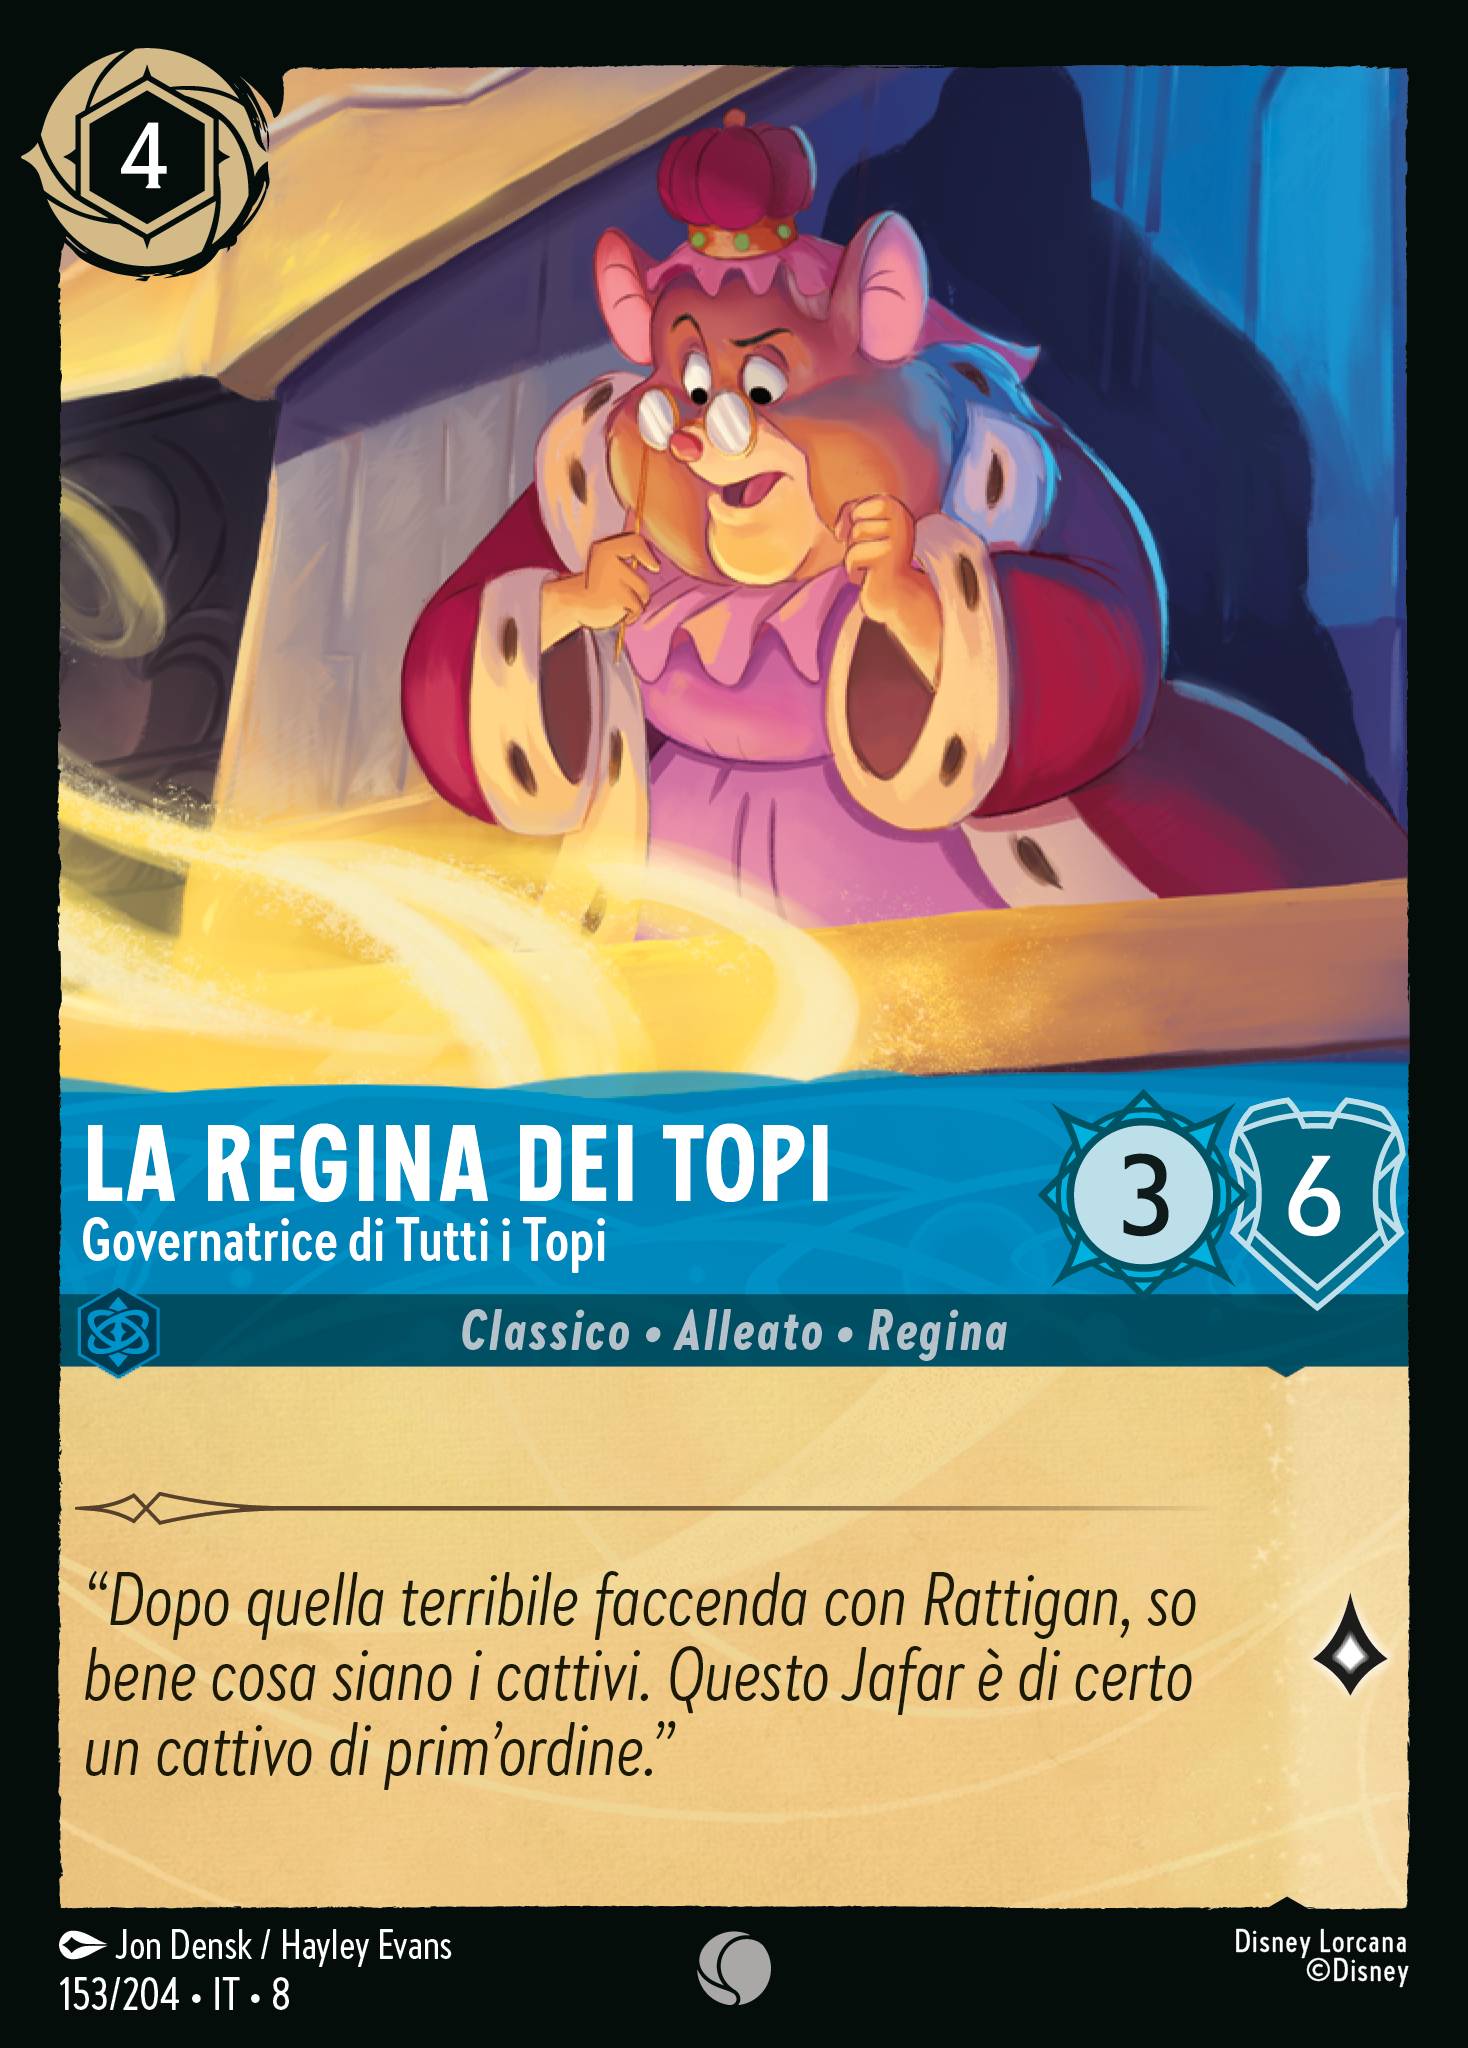 4
LA REGINA DEI TOPI
Governatrice di Tutti i Topi
3
6
Classico • Alleato • Regina
“Dopo quella terribile faccenda con Rattigan, so
bene cosa siano i cattivi. Questo Jafar è di certo
un cattivo di prim’ordine.”
Jon Densk / Hayley Evans
153/204 • IT • 8
Disney Lorcana
©Disney